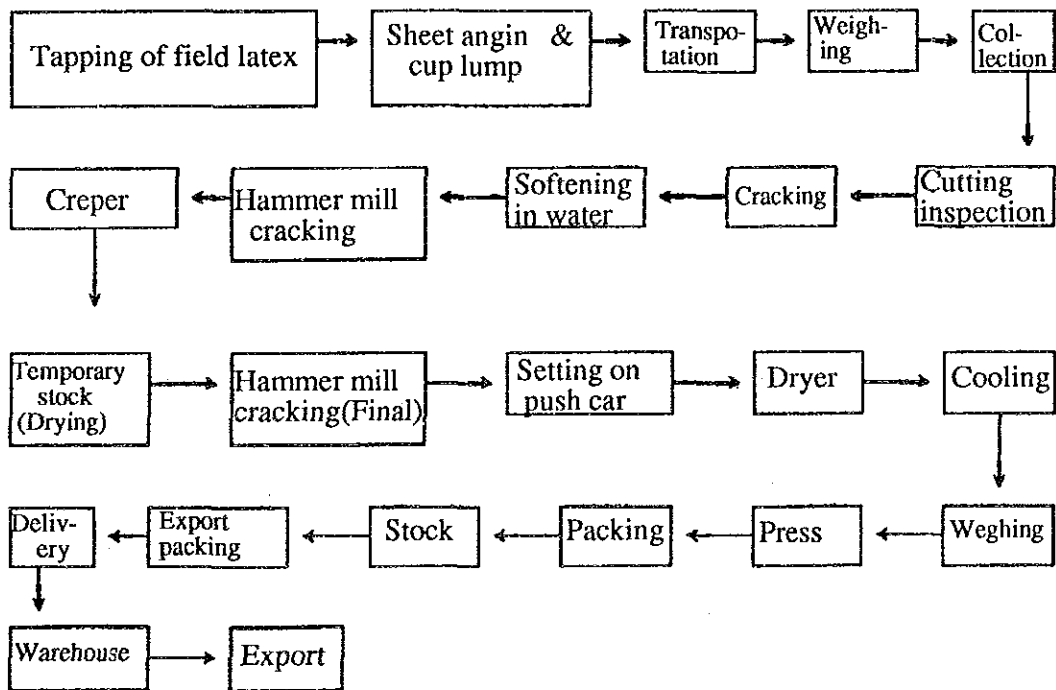 Tapping of field latex
Sheet angin &
cup lump
Transpo-
tation
Weigh-
ing
Col-
lection
Cutting
inspection
Cracking
Softening
in water
Hammer mill
cracking
Creper
Temporary
stock
(Drying)
Hammer mill
cracking(Final)
Setting on
push car
Dryer
Cooling
Weghing
Press
Packing
Stock
Export
packing
Deliv-
ery
Warehouse
Export